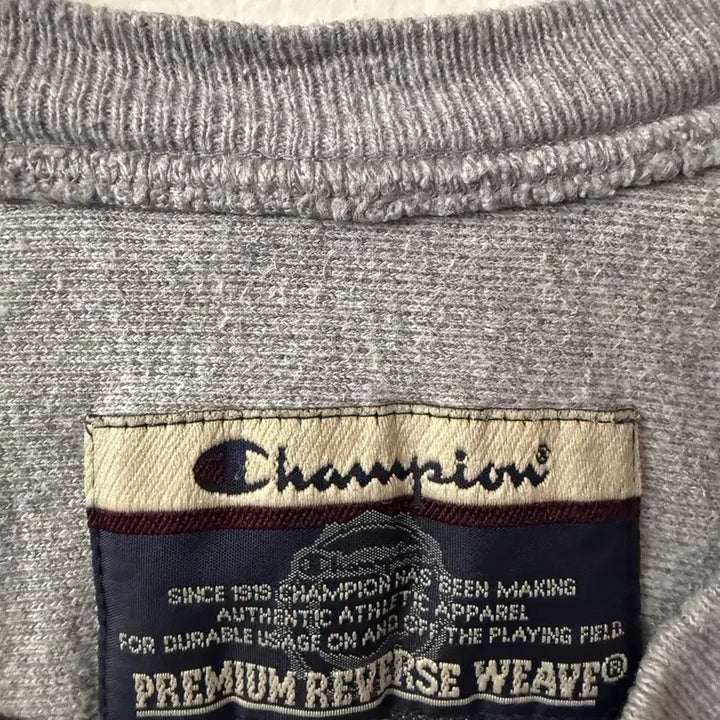 Champion®
SINCE 1919 CHAMPION HAS BEEN MAKING
AUTHENTIC ATHLETIC APPAREL
FOR DURABLE USAGE ON AND OFF THE PLAYING FIELD.
PREMIUM REVERSE WEAVE®